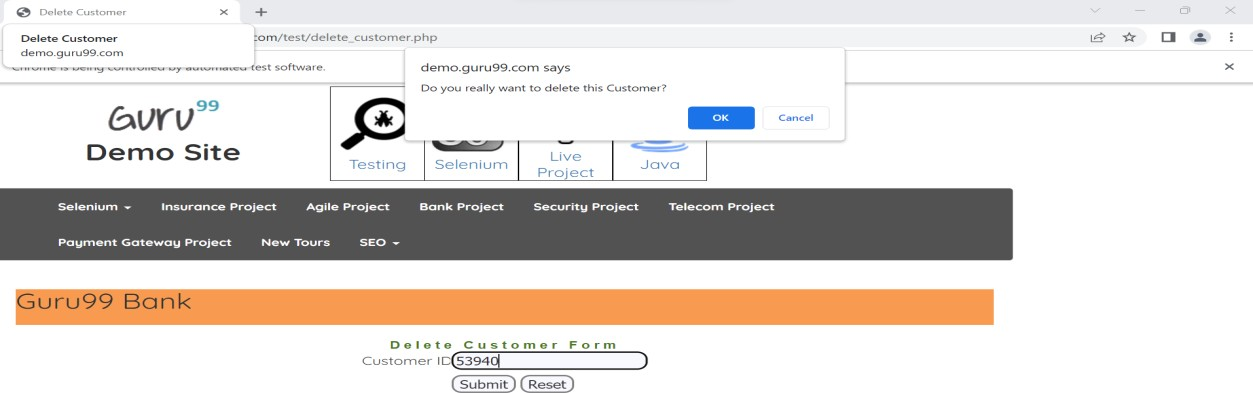 Delete Customer
Delete Customer
demo.guru99.com
com/test/delete_customer.php
Chrome is being controlled by automated test software.
demo.guru99.com says
Do you really want to delete this Customer?
OK Cancel
Guru99
Demo Site
Testing
Selenium
Live
Project
Java
Selenium Insurance Project Agile Project Bank Project Security Project Telecom Project
Payment Gateway Project New Tours SEO
Guru99 Bank
Delete Customer Form
Customer ID 53940
Submit Reset